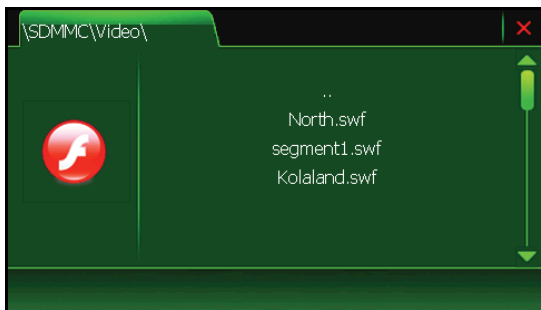 \SDMMC\Video\
..
North.swf
segment1.swf
Kolaland.swf